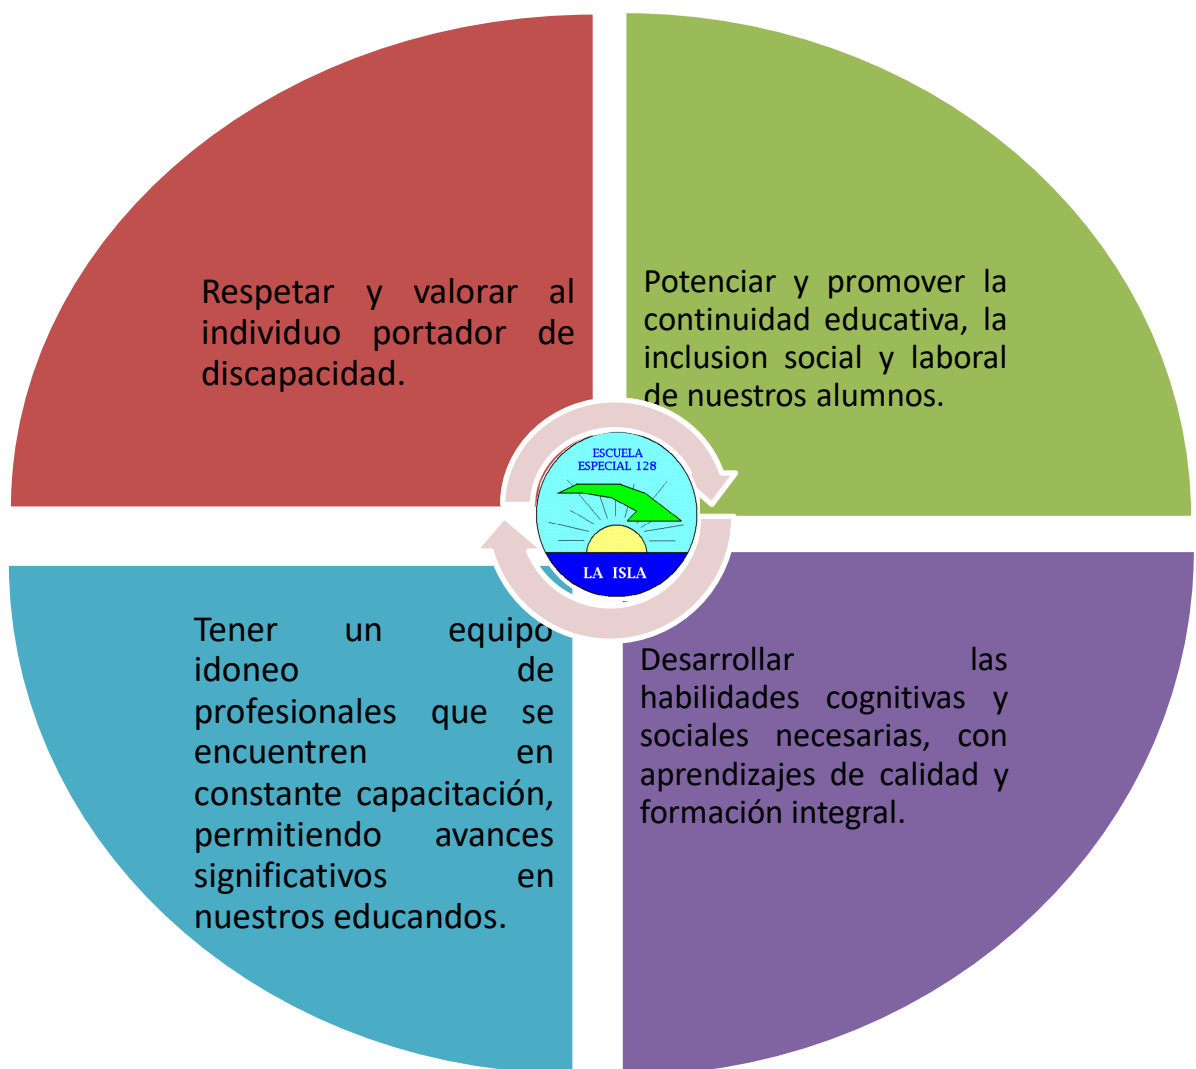 Respetar y valorar al
individuo portador de
discapacidad.
Potenciar y promover la
continuidad educativa, la
inclusion social y laboral
de nuestros alumnos.
ESCUELA
ESPECIAL 128
LA ISLA
Tener un equipo
idoneo de
profesionales que se
encuentren en
constante capacitación,
permitiendo avances
significativos en
nuestros educandos.
Desarrollar las
habilidades cognitivas y
sociales necesarias, con
aprendizajes de calidad y
formación integral.